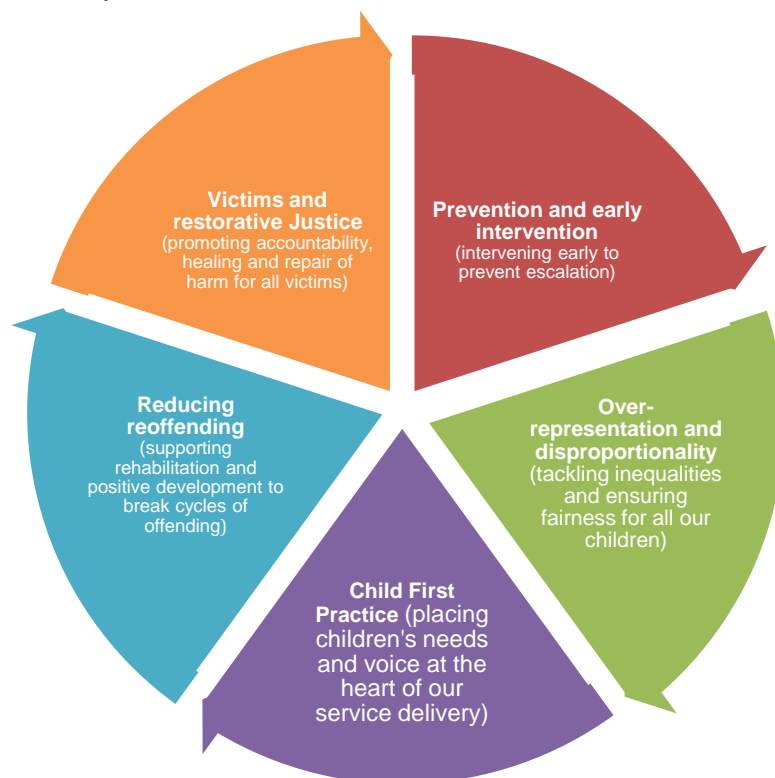 Victims and
restorative Justice
(promoting accountability,
healing and repair of
harm for all victims)
Prevention and early
intervention
(intervening early to
prevent escalation)
Over-
representation and
disproportionality
(tackling inequalities
and ensuring
fairness for all our
children)
Child First
Practice (placing
children's needs
and voice at the
heart of our
service delivery)
Reducing
reoffending
(supporting
rehabilitation and
positive development to
break cycles of
offending)